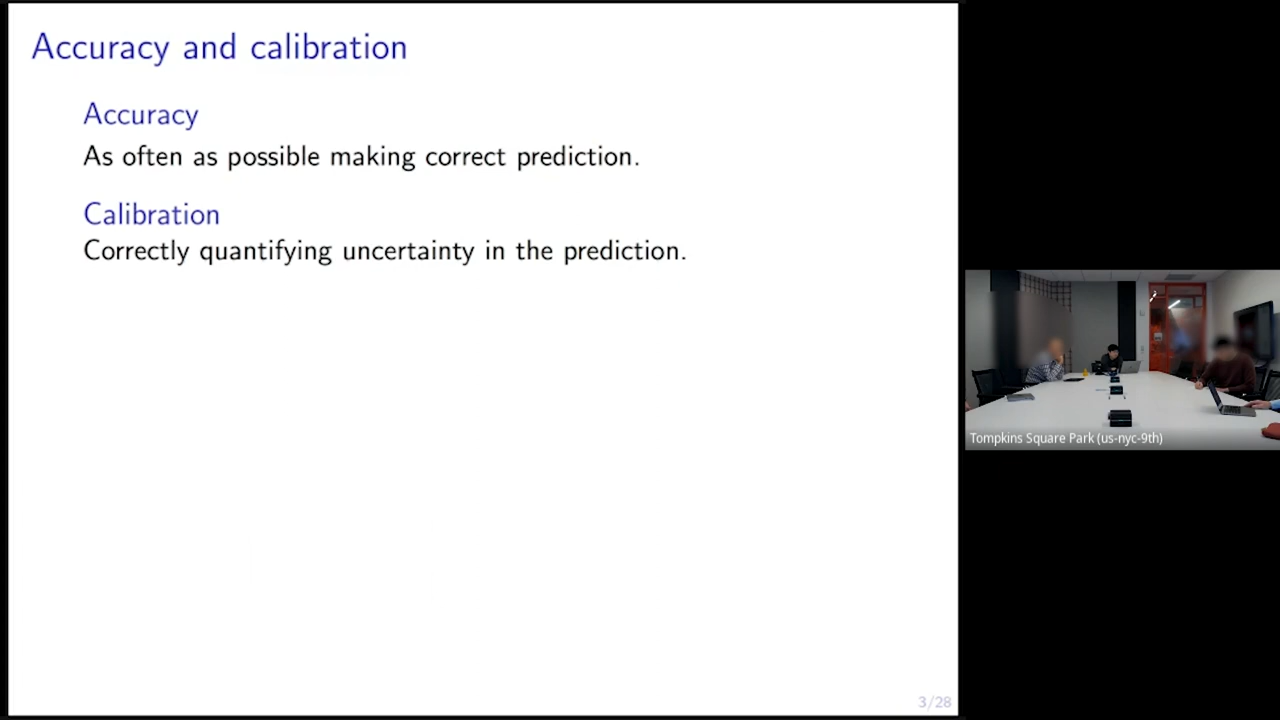 Accuracy and calibration
Accuracy
As often as possible making correct prediction.
Calibration
Correctly quantifying uncertainty in the prediction.
3/28
Tompkins Square Park (us-nyc-9th)